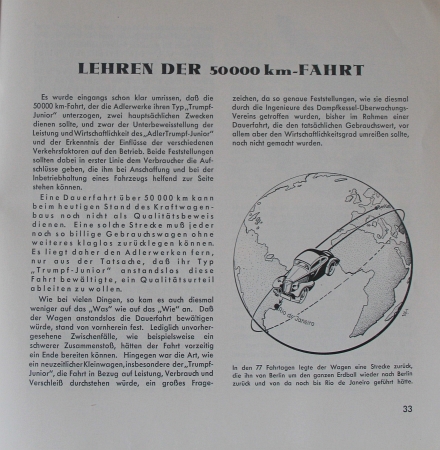 LEHREN DER 50000 km-FAHRT
Es wurde eingangs schon klar umrissen, daß die
50000 km-Fahrt, der die Adlerwerke ihren Typ „Trumpf-
Junior" unterzogen, zwei hauptsächlichen Zwecken
dienen sollte, und zwar der Unterbeweisstellung der
Leistung und Wirtschaftlichkeit des „Adler Trumpf-Junior"
und der Erkenntnis der Einflüsse der verschiedenen
Verkehrsfaktoren auf den Betrieb. Beide Feststellungen
sollten dabei in erster Linie dem Verbraucher die Auf-
schlüsse geben, die ihm bei Anschaffung und bei der
Inbetriebhaltung eines Fahrzeugs helfend zur Seite
stehen können.
Eine Dauerfahrt über 50000 km kann
beim heutigen Stand des Kraftwagen-
baus noch nicht als Qualitätsbeweis
dienen. Eine solche Strecke muß jeder
noch so billige Gebrauchswagen ohne
weiteres klaglos zurücklegen können.
Es liegt daher den Adlerwerken fern,
nur aus der Tatsache, daß ihr Typ
„Trumpf-Junior" anstandslos diese
Fahrt bewältigte, ein Qualitätsurteil
ableiten zu wollen.
Wie bei vielen Dingen, so kam es auch diesmal
weniger auf das „Was" wie auf das „Wie" an. Daß
der Wagen anstandslos die Dauerfahrt bewältigen
würde, stand von vornherein fest. Lediglich unvorher-
gesehene Zwischenfälle, wie beispielsweise ein
schwerer Zusammenstoß, hätten der Fahrt vorzeitig
ein Ende bereiten können. Hingegen war die Art, wie
ein neuzeitlicher Kleinwagen, insbesondere der „Trumpf-
Junior", die Fahrt in Bezug auf Leistung, Verbrauch und
Verschleiß durchstehen würde, ein großes Frage-
zeichen, da so genaue Feststellungen, wie sie diesmal
durch die Ingenieure des Dampfkessel-Überwachungs-
Vereins getroffen wurden, bisher im Rahmen einer
Dauerfahrt, die den tatsächlichen Gebrauchswert, vor
allem aber den Wirtschaftlichkeitsgrad umreißen sollte,
noch nicht gemacht wurden.
Rio de Janeiro
In den 77 Fahrtagen legte der Wagen eine Strecke zurück,
die ihn von Berlin um den ganzen Erdball wieder nach Berlin
zurück und von da noch bis Rio de Janeiro geführt hätte.
33